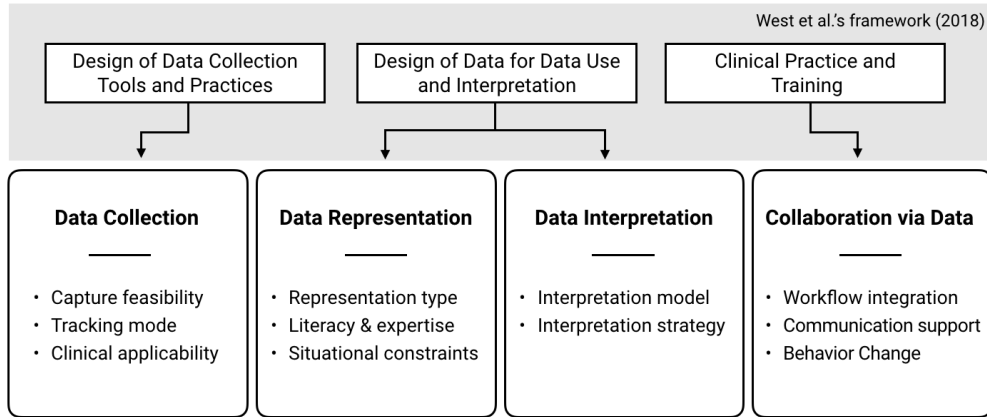 West et al.'s framework (2018)
Design of Data Collection
Tools and Practices
Design of Data for Data Use
and Interpretation
Clinical Practice and
Training
Data Collection
• Capture feasibility
• Tracking mode
• Clinical applicability
Data Representation
• Representation type
• Literacy & expertise
• Situational constraints
Data Interpretation
• Interpretation model
• Interpretation strategy
Collaboration via Data
• Workflow integration
• Communication support
• Behavior Change